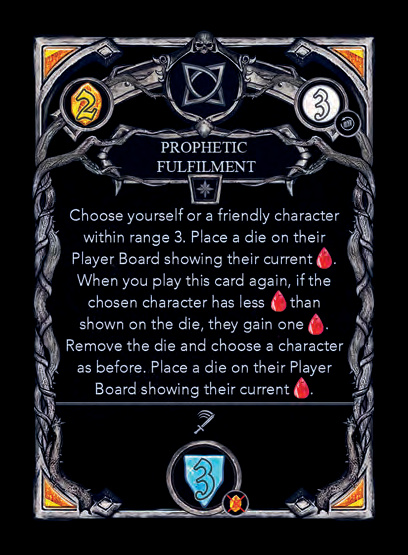 2
3
PROPHETIC
FULFILMENT
Choose yourself or a friendly character
within range 3. Place a die on their
Player Board showing their current .
When you play this card again, if the
chosen character has less than
shown on the die, they gain one .
Remove the die and choose a character
as before. Place a die on their Player
Board showing their current .
3